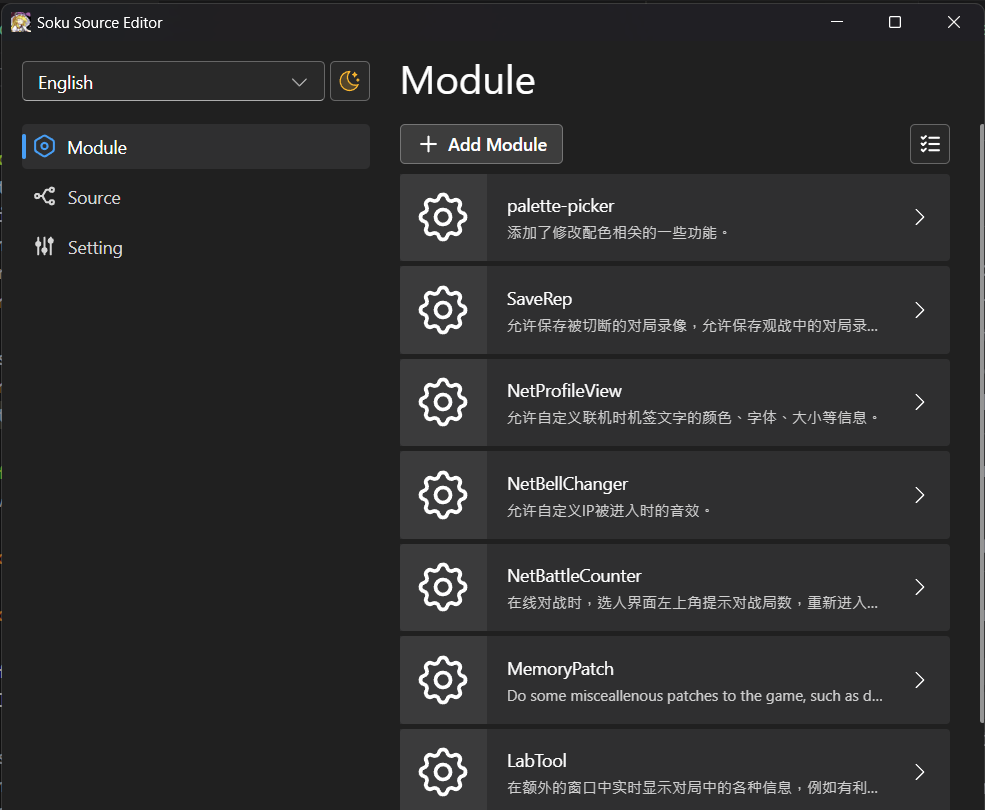 Soku Source Editor
English
Module
Source
Setting
Module
Add Module
palette-picker
添加了修改配色相关的一些功能。
SaveRep
允许保存被切断的对局录像，允许保存观战中的对局录...
NetProfileView
允许自定义联机时机签文字的颜色、字体、大小等信息。
NetBellChanger
允许自定义IP被进入时的音效。
NetBattleCounter
在线对战时，选人界面左上角提示对战局数，重新进入...
MemoryPatch
Do some misceallenous patches to the game, such as d...
LabTool
在额外的窗口中实时显示对局中的各种信息，例如有利...